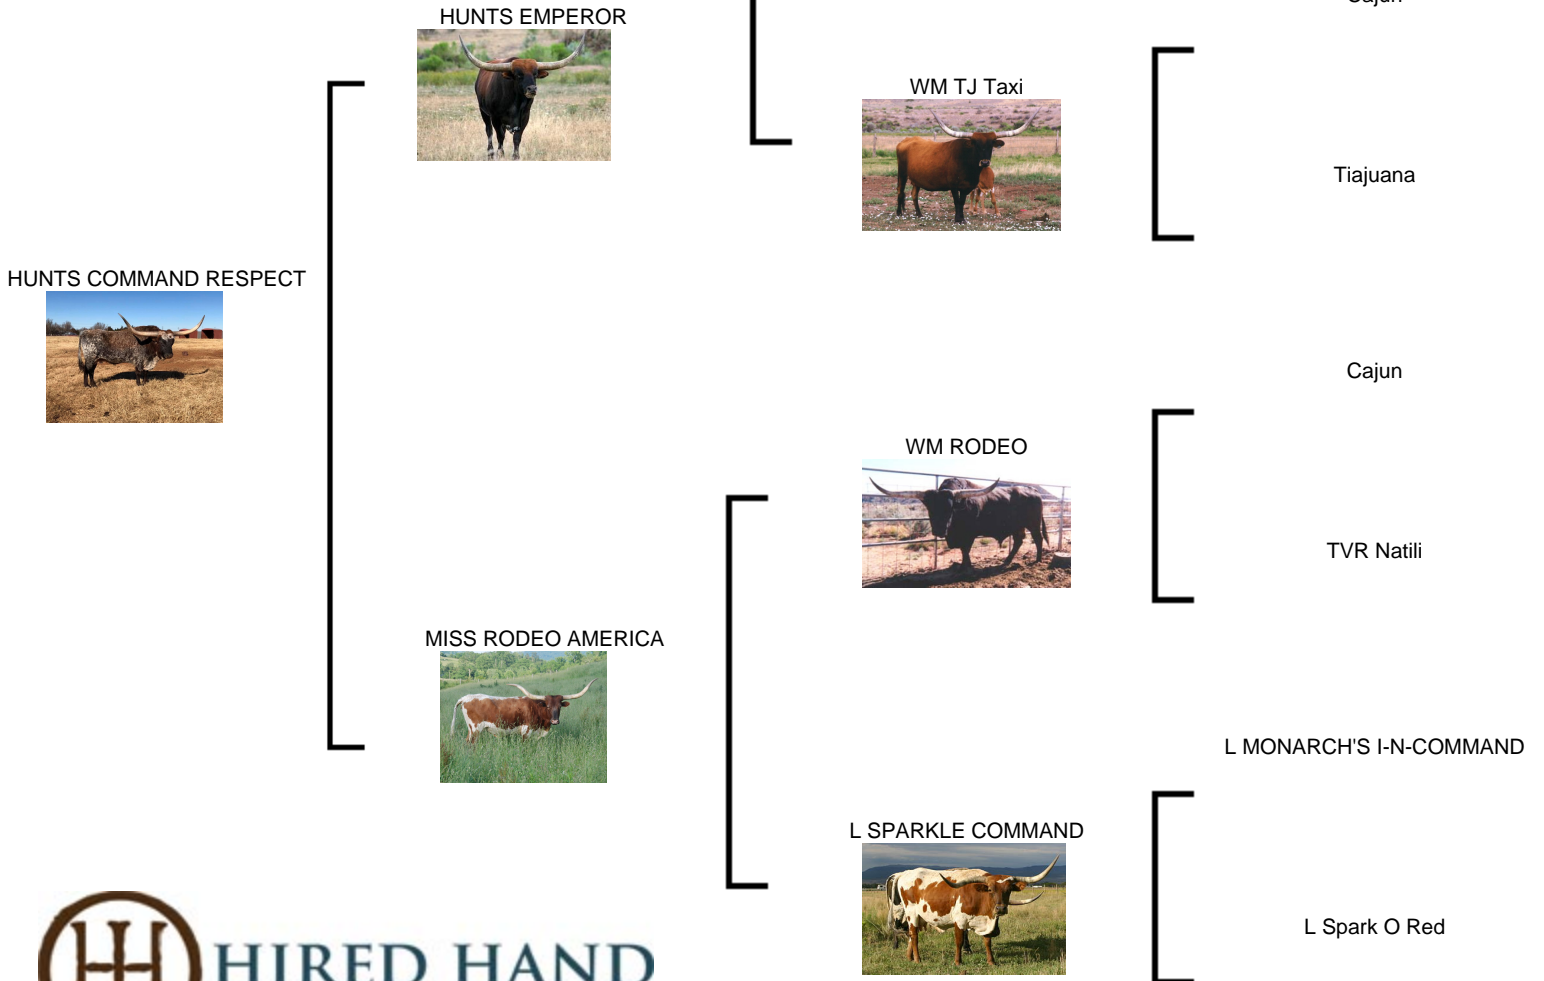 Cajun
HUNTS EMPEROR
WM TJ Taxi
Tiajuana
HUNTS COMMAND RESPECT
Cajun
WM RODEO
TVR Natili
MISS RODEO AMERICA
L MONARCH'S I-N-COMMAND
L SPARKLE COMMAND
L Spark O Red
HIRED HAND